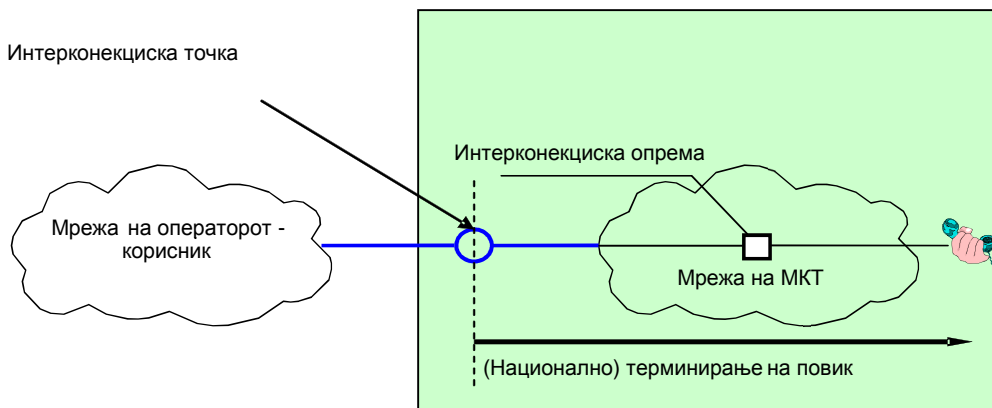 Интерконекциска точка
Интерконекциска опрема
Мрежа на операторот -
корисник
Мрежа на МКТ
(Национално) терминирање на повик